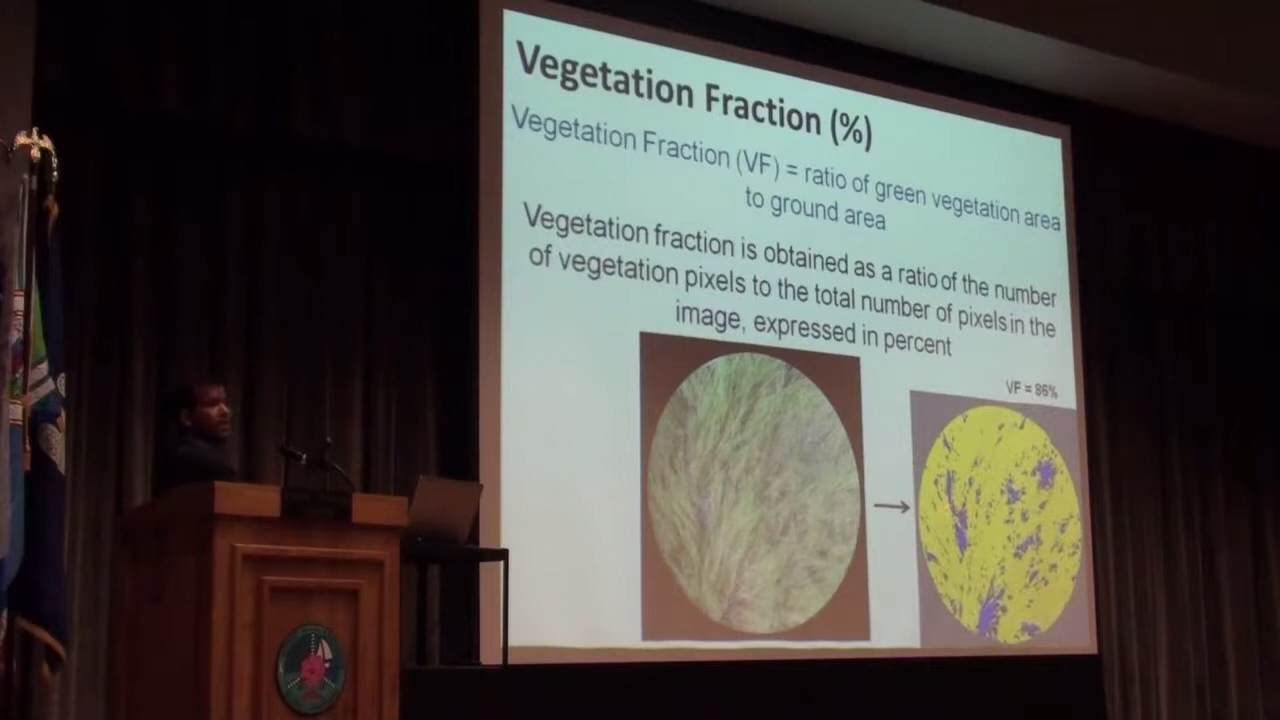 Vegetation Fraction (%)
Vegetation Fraction (VF) = ratio of green vegetation area
to ground area
Vegetation fraction is obtained as a ratio of the number
of vegetation pixels to the total number of pixels in the
image, expressed in percent
VF = 86%